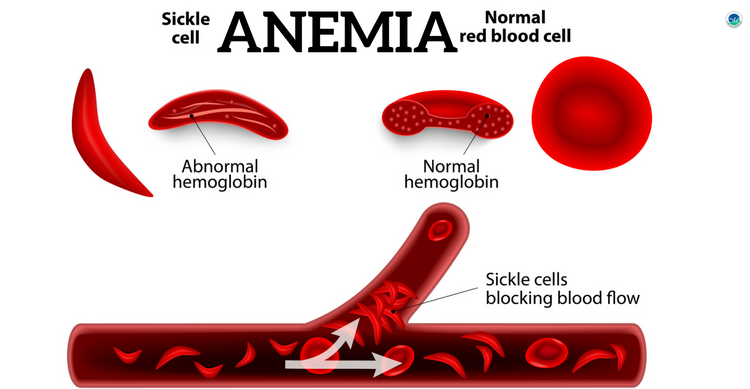 Sickle
cell
ANEMIA
Normal
red blood cell
Abnormal
hemoglobin
Normal
hemoglobin
Sickle cells
blocking blood flow